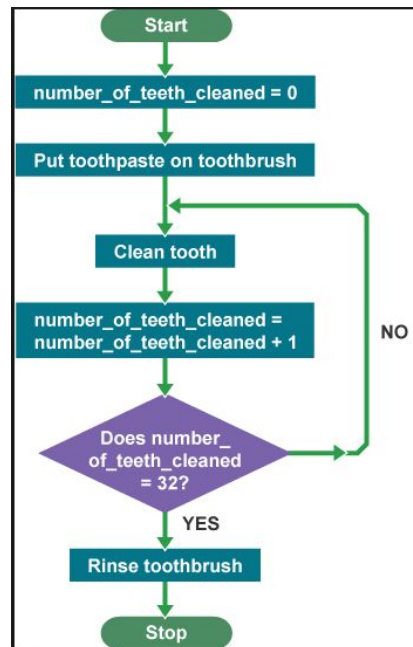 Start
number_of_teeth_cleaned = 0
Put toothpaste on toothbrush
Clean tooth
number_of_teeth_cleaned =
number_of_teeth_cleaned + 1
NO
Does number_
of_teeth_cleaned
= 32?
YES
Rinse toothbrush
Stop